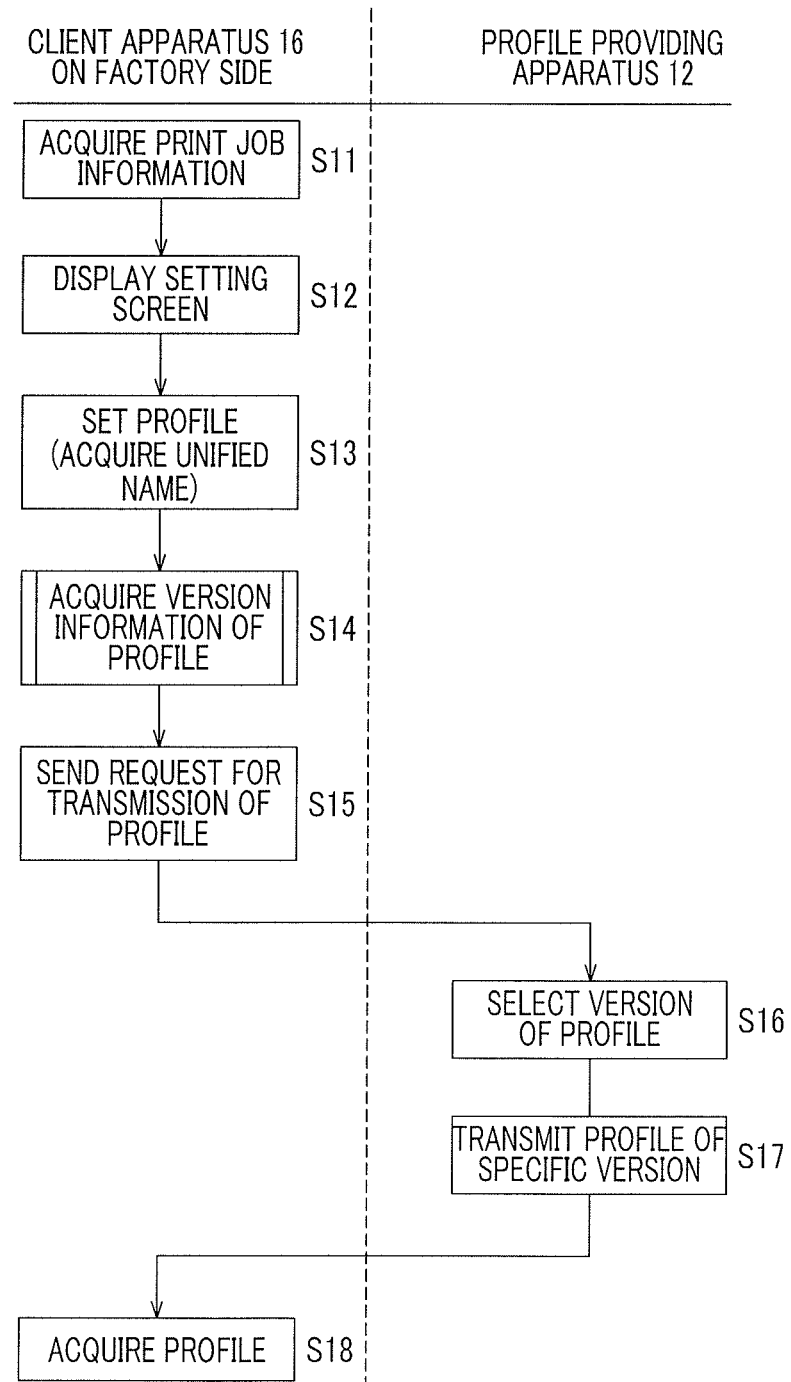 CLIENT APPARATUS 16
ON FACTORY SIDE
PROFILE PROVIDING
APPARATUS 12
ACQUIRE PRINT JOB
INFORMATION
S11
DISPLAY SETTING
SCREEN
S12
SET PROFILE
(ACQUIRE UNIFIED
NAME)
S13
ACQUIRE VERSION
INFORMATION OF
PROFILE
S14
SEND REQUEST FOR
TRANSMISSION OF
PROFILE
S15
SELECT VERSION
OF PROFILE
S16
TRANSMIT PROFILE OF
SPECIFIC VERSION
S17
ACQUIRE PROFILE
S18